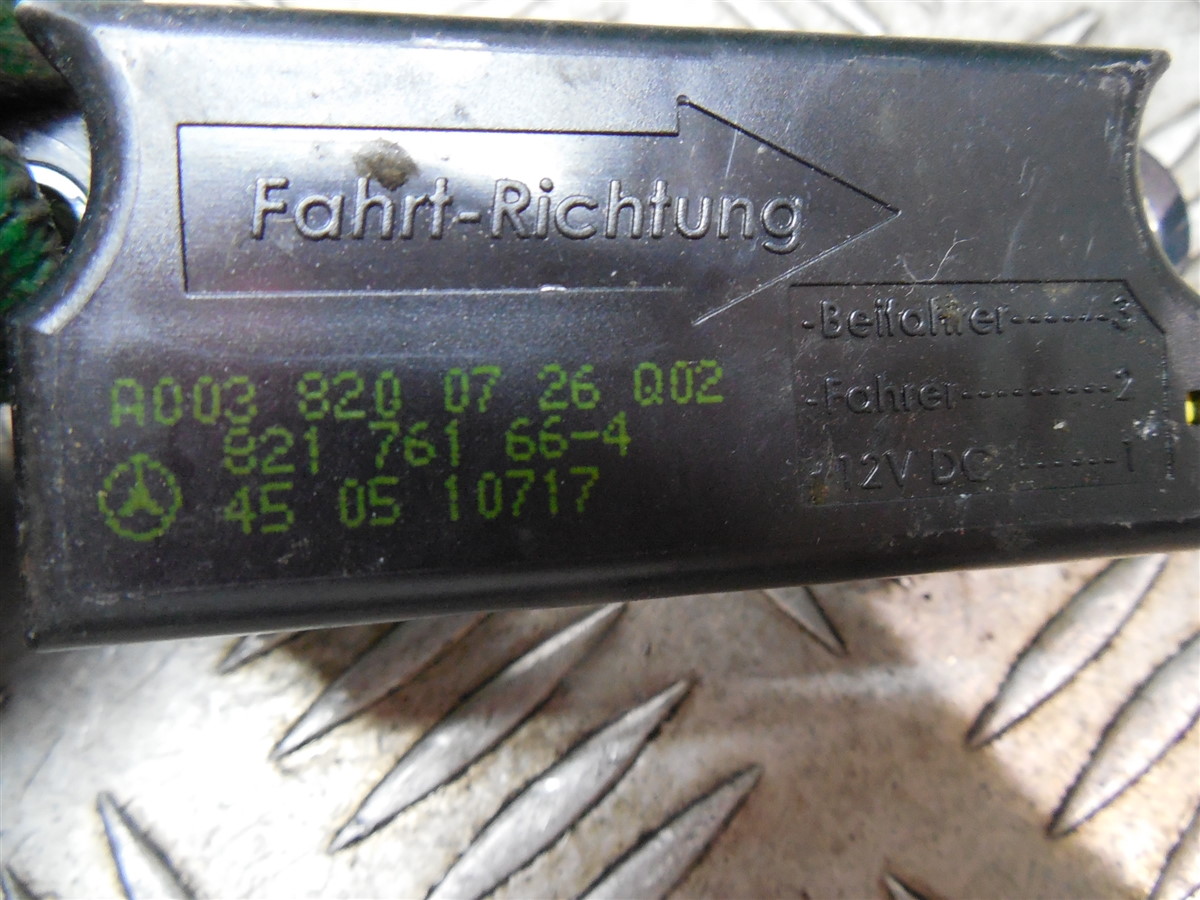 Fahrt-Richtung
-Beifahrer------3
-Fahrer---------2
12V DC ------1
A003 820 07 26 Q02
821 761 66-4
45 05 10717